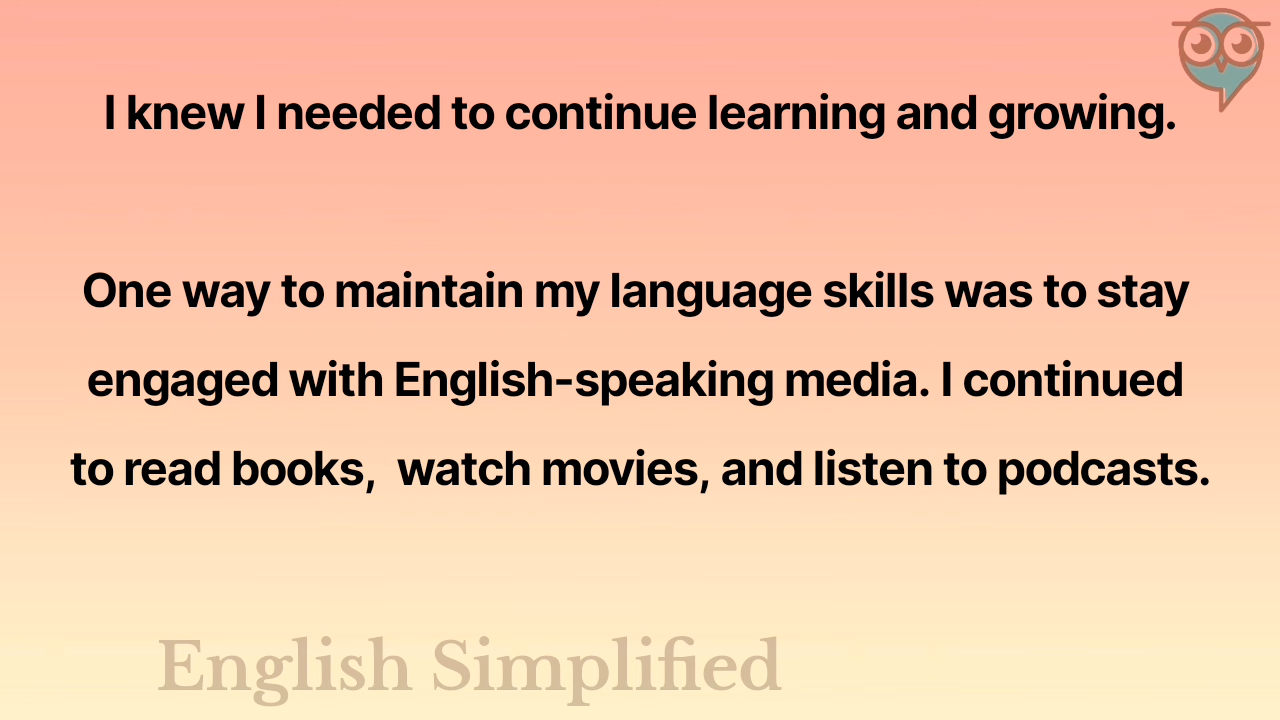 I knew I needed to continue learning and growing.
One way to maintain my language skills was to stay
engaged with English-speaking media. I continued
to read books,  watch movies, and listen to podcasts.
English Simplified